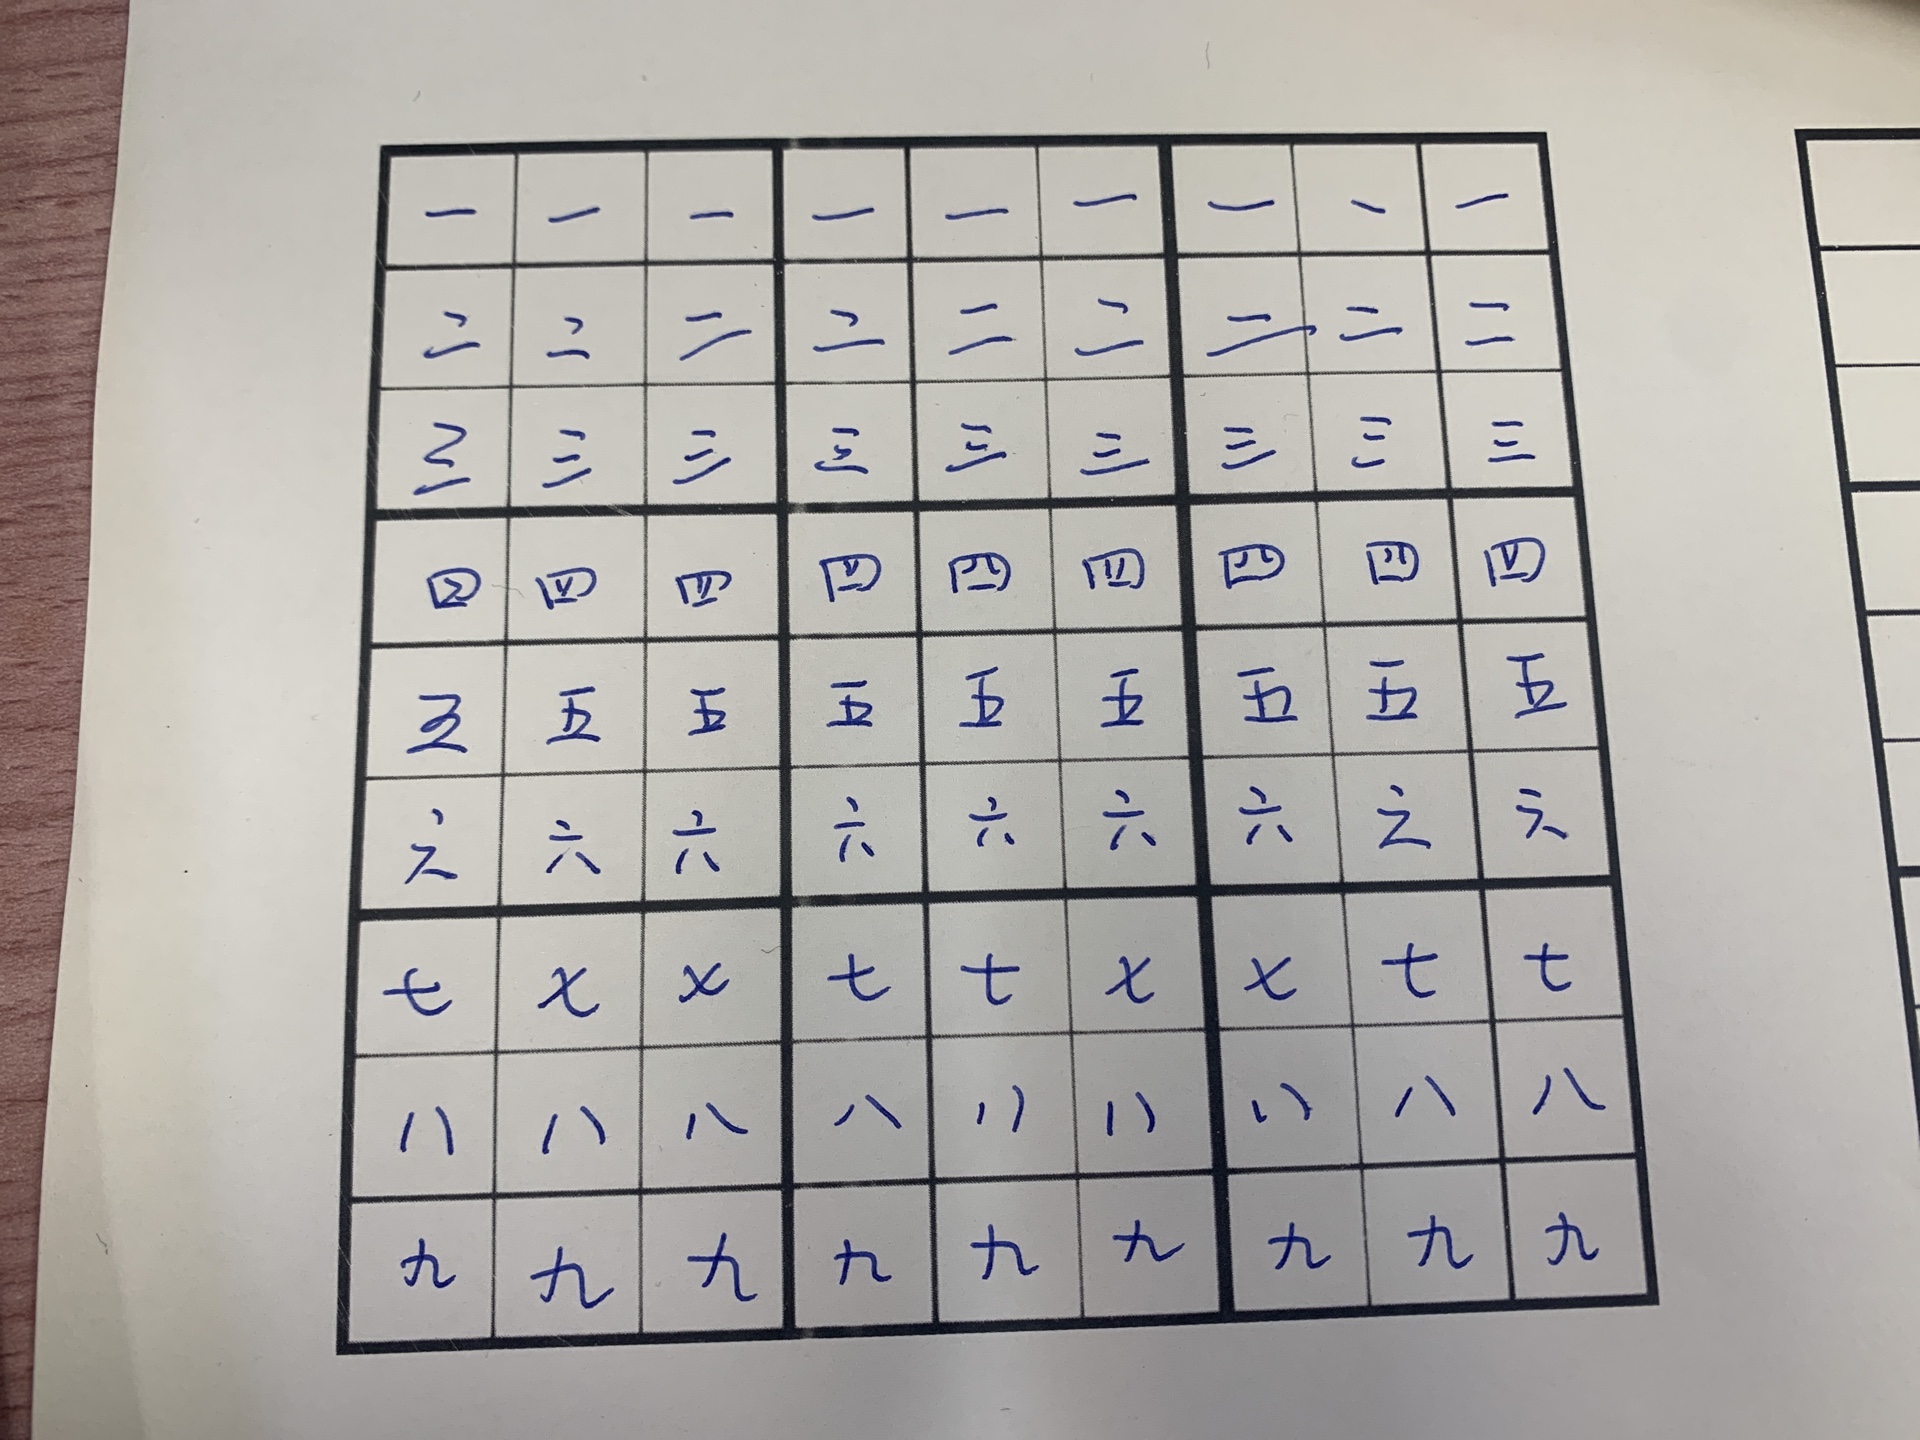 一 一 一 一 一 一 一 一 一
二 二 二 二 二 二 二 二 二
三 三 三 三 三 三 三 三 三
四 四 四 四 四 四 四 四 四
五 五 五 五 五 五 五 五 五
六 六 六 六 六 六 六 六 六
七 七 七 七 七 七 七 七 七
八 八 八 八 八 八 八 八 八
九 九 九 九 九 九 九 九 九